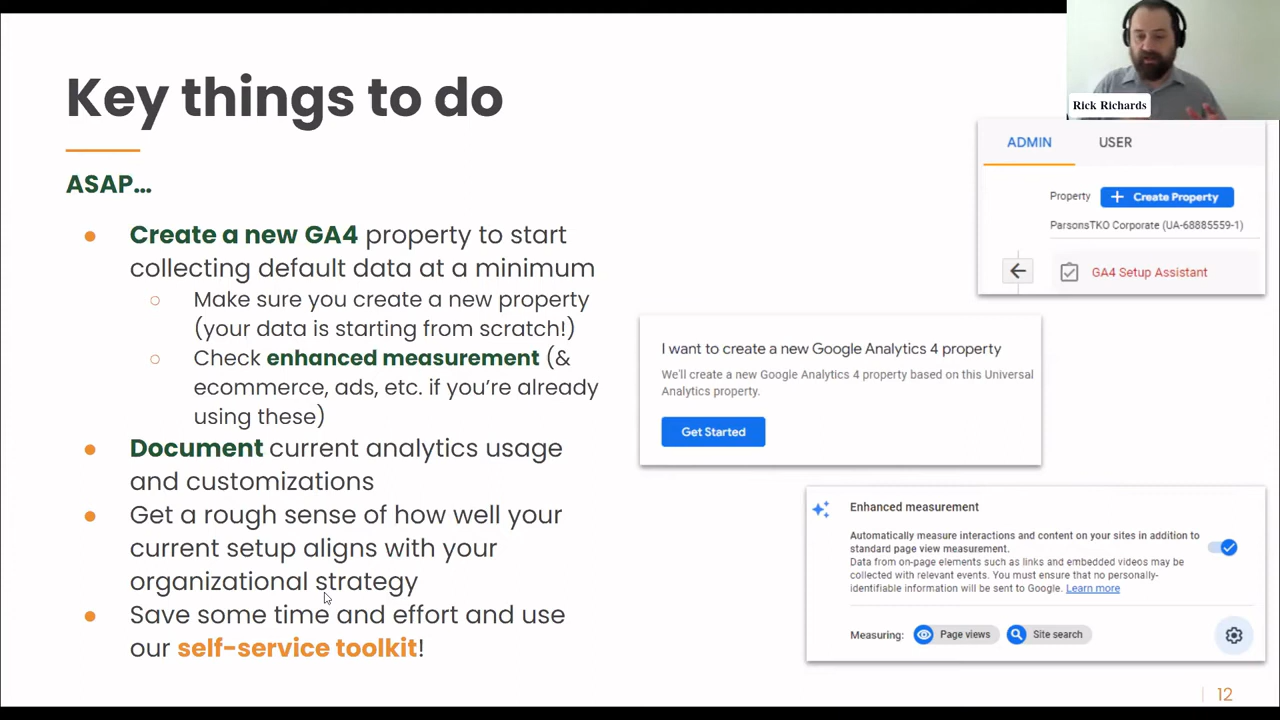 Key things to do
ASAP...
● Create a new GA4 property to start
collecting default data at a minimum
○ Make sure you create a new property
(your data is starting from scratch!)
○ Check enhanced measurement (&
ecommerce, ads, etc. if you’re already
using these)
● Document current analytics usage
and customizations
● Get a rough sense of how well your
current setup aligns with your
organizational strategy
● Save some time and effort and use
our self-service toolkit!
Rick Richards
ADMIN USER
Property + Create Property
ParsonsTKO Corporate (UA-68885559-1)
GA4 Setup Assistant
I want to create a new Google Analytics 4 property
We'll create a new Google Analytics 4 property based on this Universal
Analytics property.
Get Started
Enhanced measurement
Automatically measure interactions and content on your sites in addition to
standard page view measurement.
Data from on-page elements such as links and embedded videos may be
collected with relevant events. You must ensure that no personally-
identifiable information will be sent to Google. Learn more
Measuring: Page views Site search
12